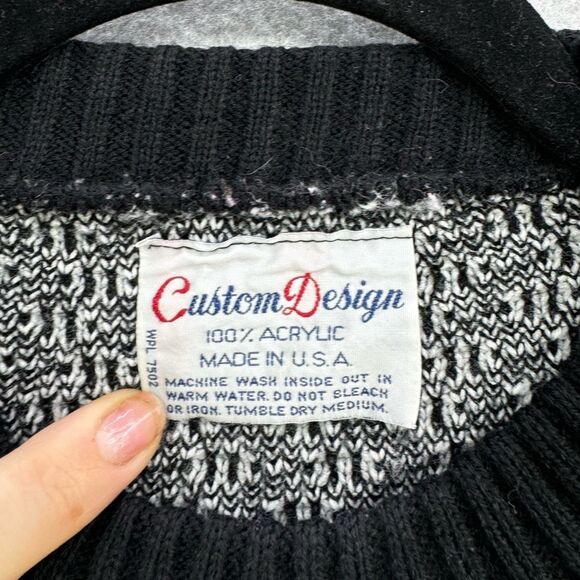 Custom Design
100% ACRYLIC
MADE IN U.S.A.
WPL 7502
MACHINE WASH INSIDE OUT IN
WARM WATER. DO NOT BLEACH
OR IRON. TUMBLE DRY MEDIUM.